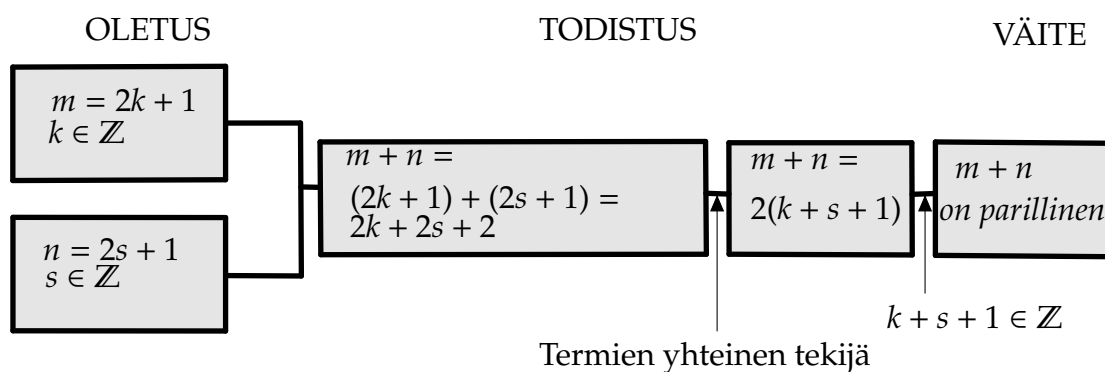 OLETUS
TODISTUS
VÄITE
m = 2k + 1
k ∈ ℤ
n = 2s + 1
s ∈ ℤ
m + n =
(2k + 1) + (2s + 1) =
2k + 2s + 2
m + n =
2(k + s + 1)
m + n
on parillinen
Termien yhteinen tekijä
k + s + 1 ∈ ℤ